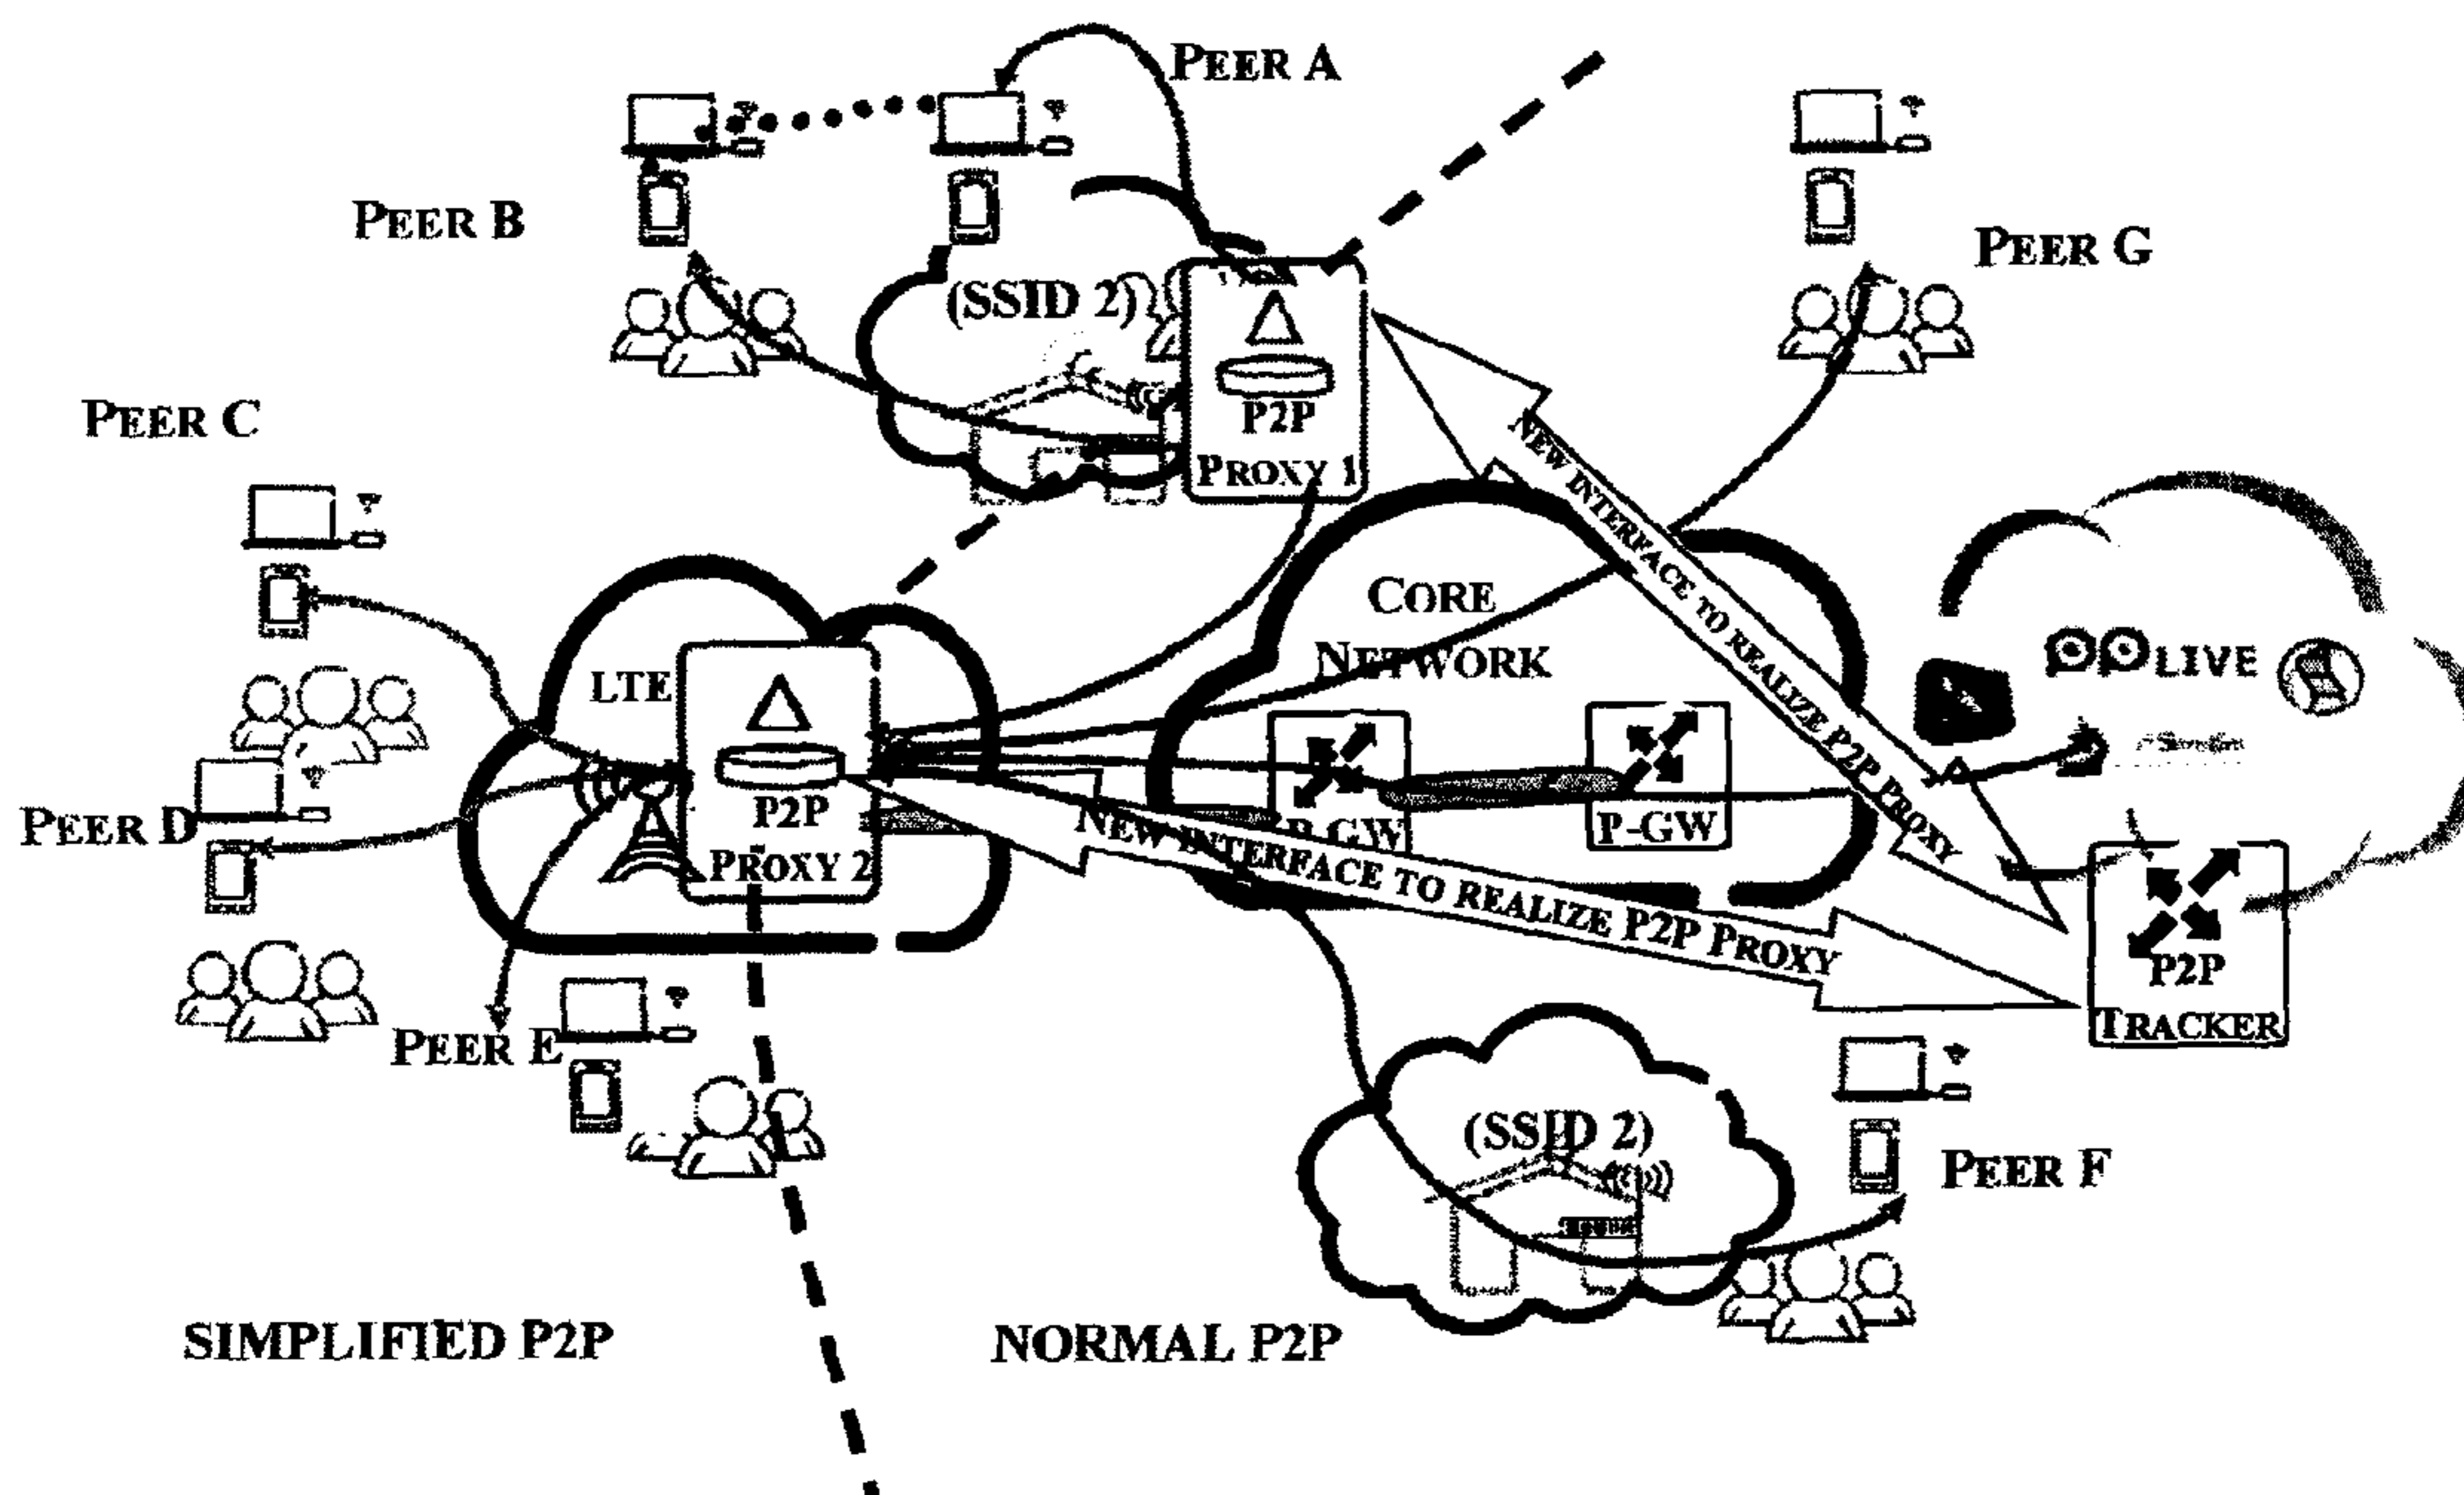 PEER A
PEER B
PEER G
(SSID 2)
P2P
PROXY 1
PEER C
NEW INTERFACE TO REALIZE P2P PROXY
CORE
NETWORK
LIVE
LTE
P2P
PROXY 2
PEER D
P-GW
P-GW
NEW INTERFACE TO REALIZE P2P PROXY
P2P
TRACKER
PEER E
(SSID 2)
PEER F
SIMPLIFIED P2P
NORMAL P2P